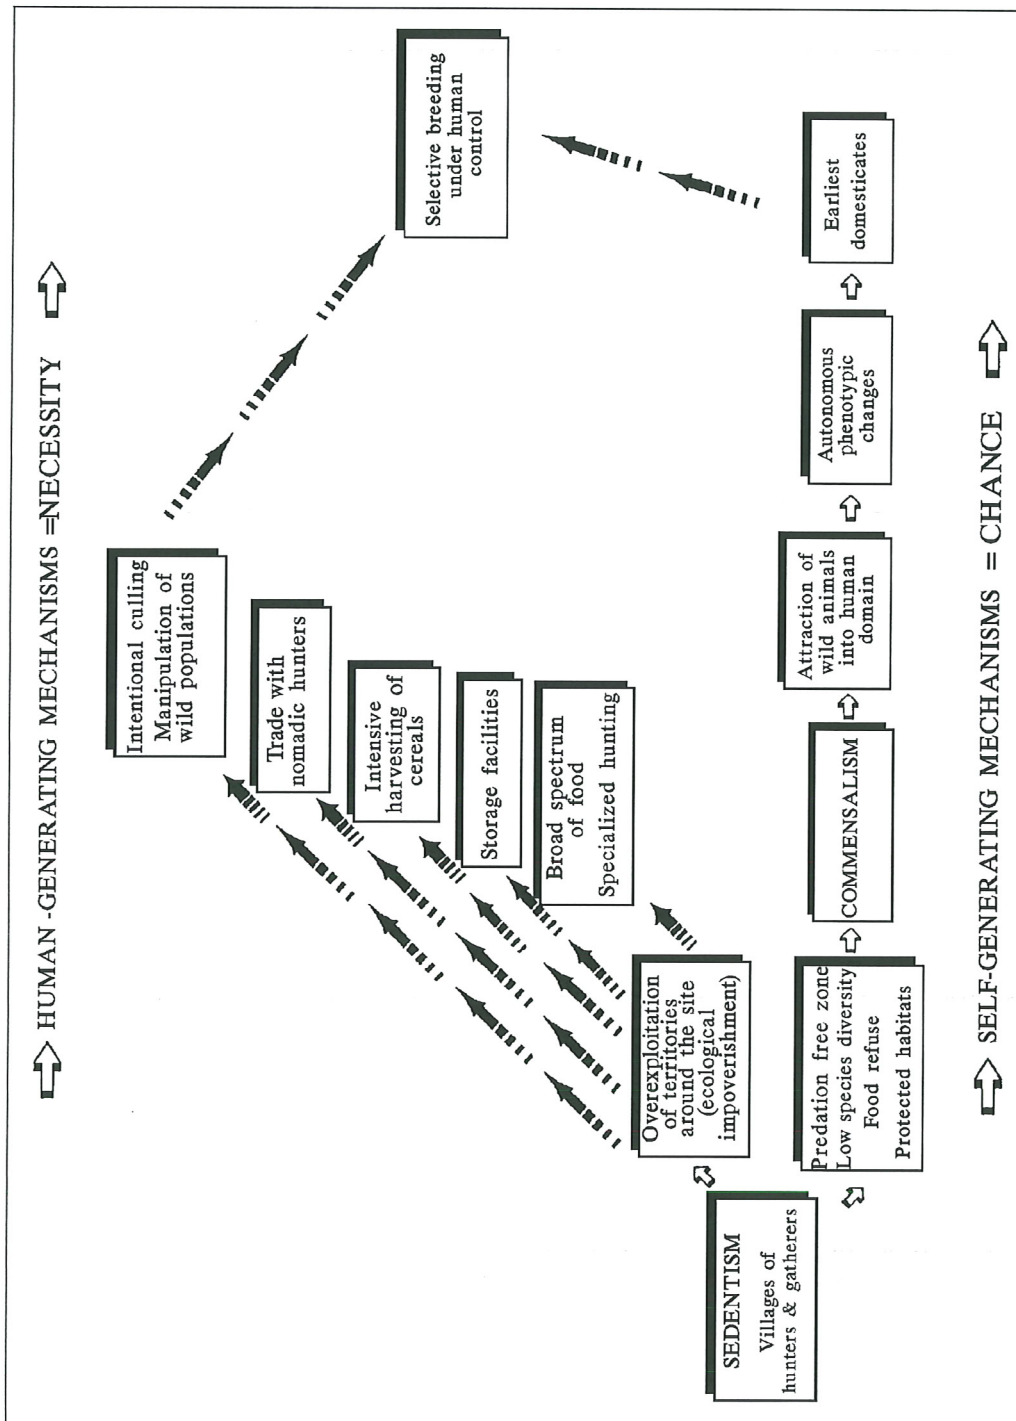 HUMAN -GENERATING MECHANISMS =NECESSITY
Intentional culling
Manipulation of
wild populations
Trade with
nomadic hunters
Intensive
harvesting of
cereals
Storage facilities
Broad spectrum
of food
Specialized hunting
Selective breeding
under human
control
Overexploitation
of territories
around the site
(ecological
impoverishment)
SEDENTISM
Villages of
hunters & gatherers
Predation free zone
Low species diversity
Food refuse
Protected habitats
COMMENSALISM
Attraction of
wild animals
into human
domain
Autonomous
phenotypic
changes
Earliest
domesticates
SELF-GENERATING MECHANISMS = CHANCE